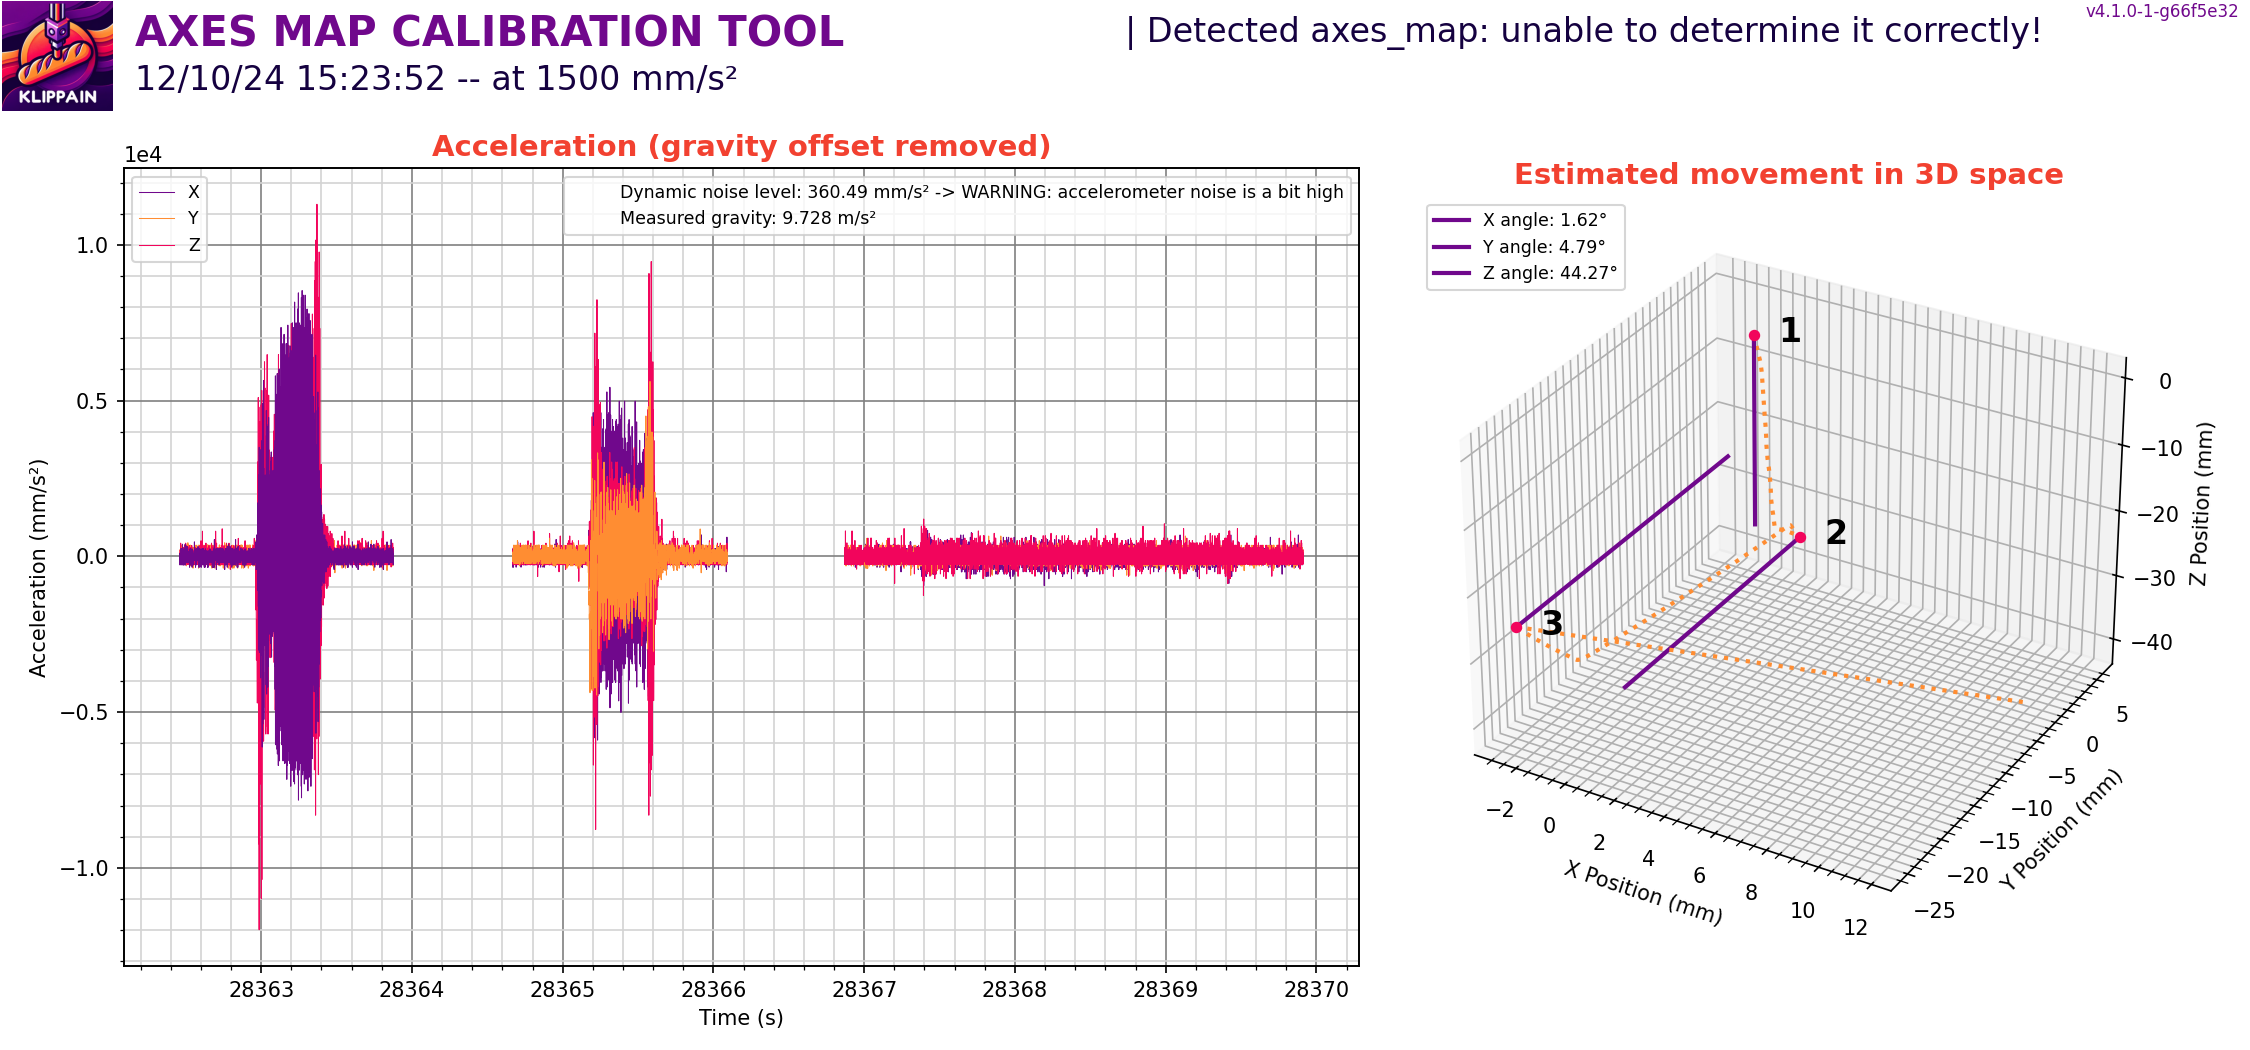 AXES MAP CALIBRATION TOOL
| Detected axes_map: unable to determine it correctly!
v4.1.0-1-g66f5e32
12/10/24 15:23:52 -- at 1500 mm/s²
KLIPPAIN
Acceleration (gravity offset removed)
1e4
X
Y
Z
Dynamic noise level: 360.49 mm/s² -> WARNING: accelerometer noise is a bit high
Measured gravity: 9.728 m/s²
1.0
0.5
0.0
−0.5
−1.0
Acceleration (mm/s²)
28363 28364 28365 28366 28367 28368 28369 28370
Time (s)
Estimated movement in 3D space
X angle: 1.62°
Y angle: 4.79°
Z angle: 44.27°
1
2
3
0
−10
−20
−30
−40
Z Position (mm)
5
0
−5
−10
−15
−20
−25
Y Position (mm)
−2 0 2 4 6 8 10 12
X Position (mm)